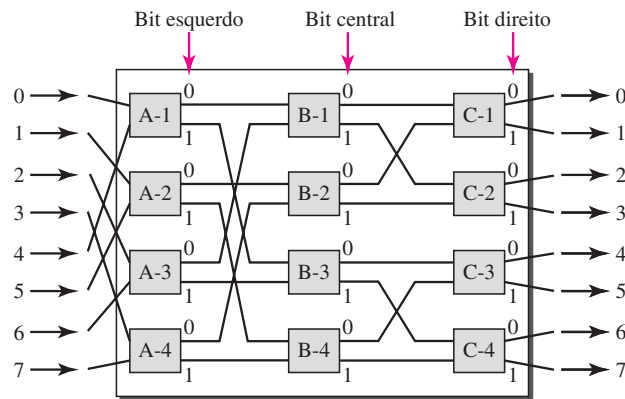 Bit esquerdo Bit central Bit direito
0 0 0 0 0
A-1 B-1 C-1
1 1 1 1 1
2 0 0 0 2
A-2 B-2 C-2
3 1 1 1 3
4 0 0 0 4
A-3 B-3 C-3
5 1 1 1 5
6 0 0 0 6
A-4 B-4 C-4
7 1 1 1 7